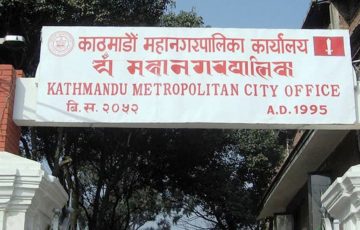 काठमाडौं महानगरपालिका कार्यालय
KATHMANDU METROPOLITAN CITY OFFICE
बि.स. २०५२ A.D. 1995